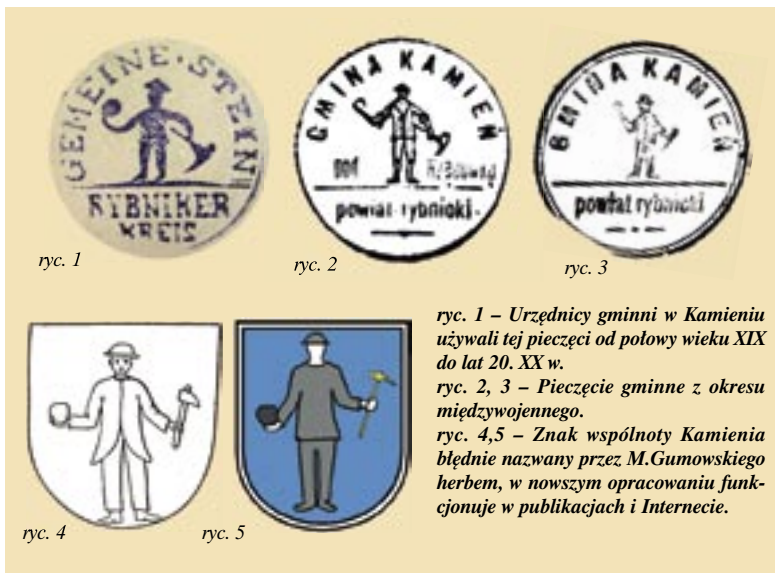 GEMEINE · STEIN
RYBNIKER
KREIS
ryc. 1
GMINA KAMIEŃ
powiat rybnicki
ryc. 2
GMINA KAMIEŃ
powiat rybnicki
ryc. 3
ryc. 4
ryc. 5
ryc. 1 – Urzędnicy gminni w Kamieniu
używali tej pieczęci od połowy wieku XIX
do lat 20. XX w.
ryc. 2, 3 – Pieczęcie gminne z okresu
międzywojennego.
ryc. 4,5 – Znak wspólnoty Kamienia
błędnie nazwany przez M.Gumowskiego
herbem, w nowszym opracowaniu funk-
cjonuje w publikacjach i Internecie.